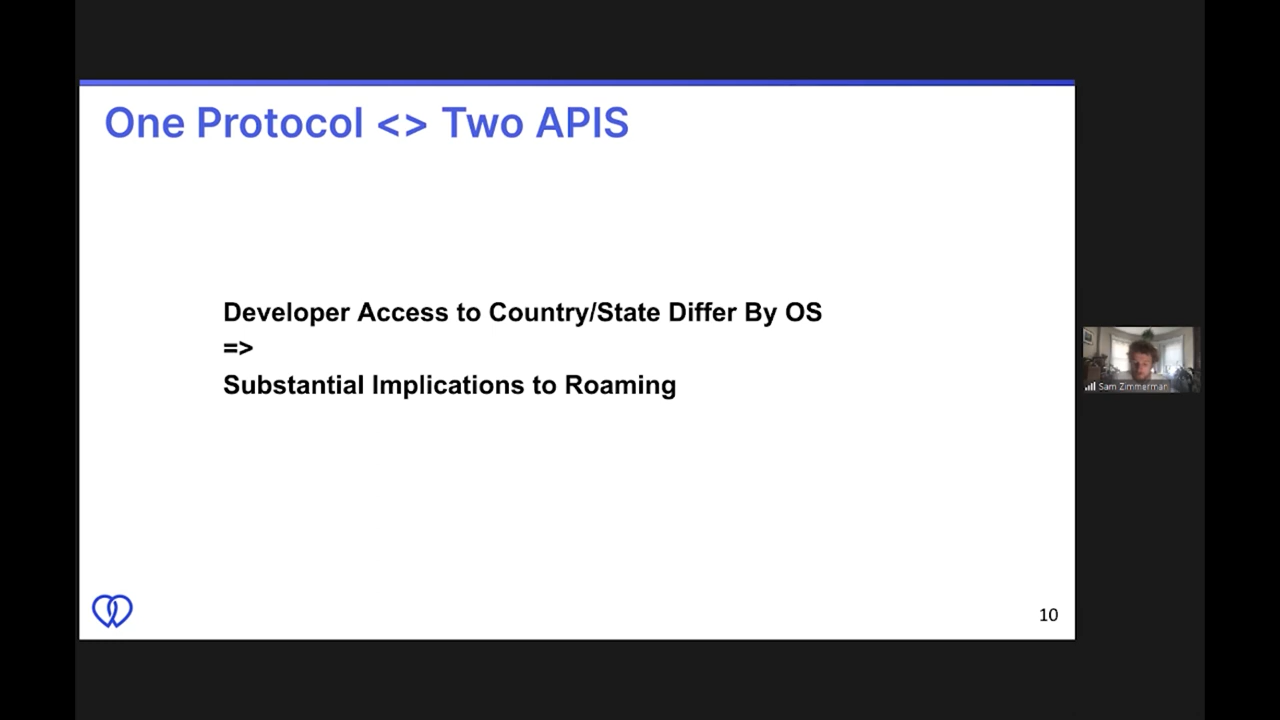 One Protocol <> Two APIS
Developer Access to Country/State Differ By OS
=>
Substantial Implications to Roaming
Sam Zimmerman
10